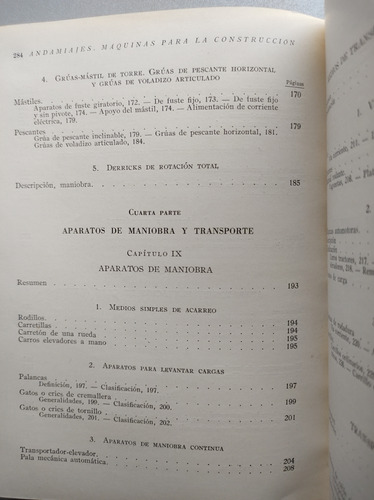 284 ANDAMIAJES. MAQUINAS PARA LA CONSTRUCCION
4. GRÚAS-MÁSTIL DE TORRE. GRÚAS DE PESCANTE HORIZONTAL
Y GRÚAS DE VOLADIZO ARTICULADO
Páginas
Mástiles 170
Aparatos de fuste giratorio, 172. — De fuste fijo, 173. — De fuste fijo
y sin pivote, 174. — Apoyo del mástil, 174. — Alimentación de corriente
eléctrica, 179.
Pescantes 179
Grúa de pescante inclinable, 179. — Grúas de pescante horizontal, 181.
Grúas de voladizo articulado, 184.
5. DERRICKS DE ROTACIÓN TOTAL
Descripción, maniobra. 185
CUARTA PARTE
APARATOS DE MANIOBRA Y TRANSPORTE
CAPÍTULO IX
APARATOS DE MANIOBRA
Resumen 193
1. MEDIOS SIMPLES DE ACARREO
Rodillos. 194
Carretillas 194
Carretón de una rueda 195
Carros elevadores a mano 195
2. APARATOS PARA LEVANTAR CARGAS
Palancas 197
Definición, 197. — Clasificación, 197.
Gatos o crics de cremallera 199
Generalidades, 199. — Clasificación, 200.
Gatos o crics de tornillo 201
Generalidades, 201. — Clasificación, 202.
3. APARATOS DE MANIOBRA CONTINUA
Transportador-elevador. 204
Pala mecánica automática. 208